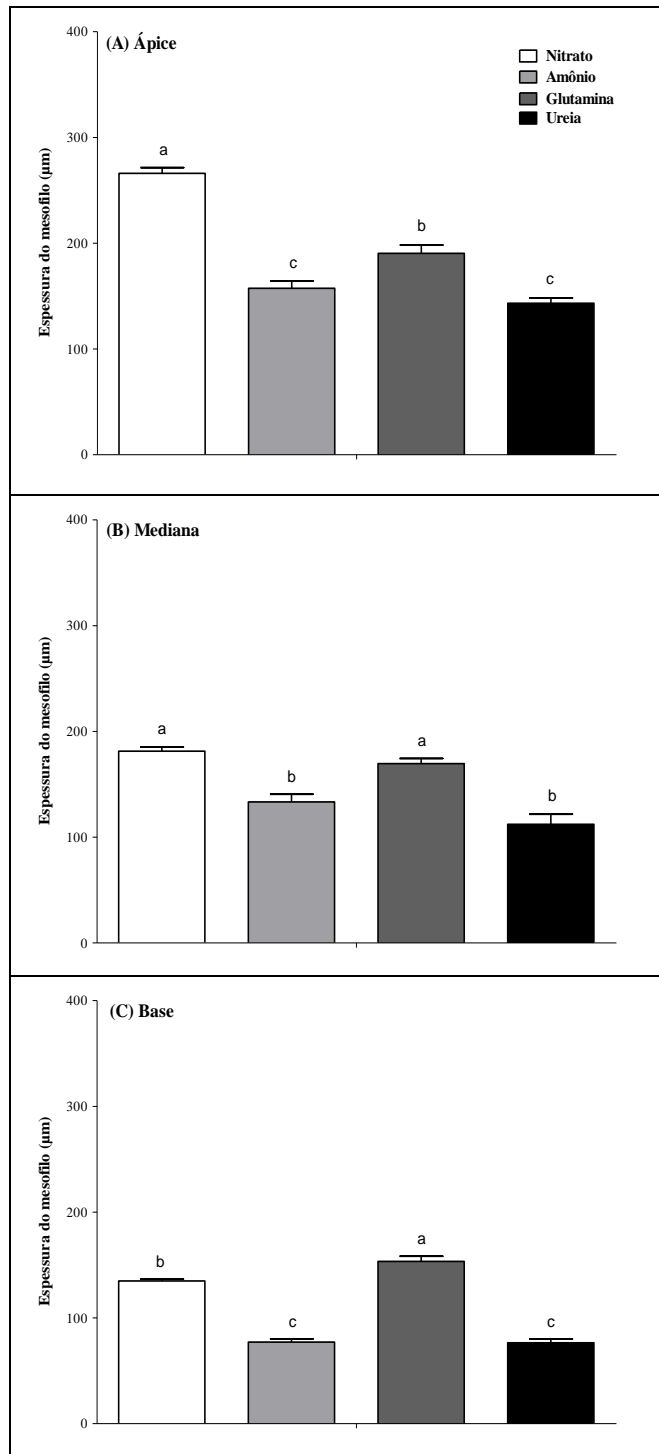 (A) Ápice
Nitrato
Amônio
Glutamina
Ureia
Espessura do mesofilo (µm)
400
300
200
100
0
a
c
b
c
(B) Mediana
Espessura do mesofilo (µm)
400
300
200
100
0
a
b
a
b
(C) Base
Espessura do mesofilo (µm)
400
300
200
100
0
b
c
a
c